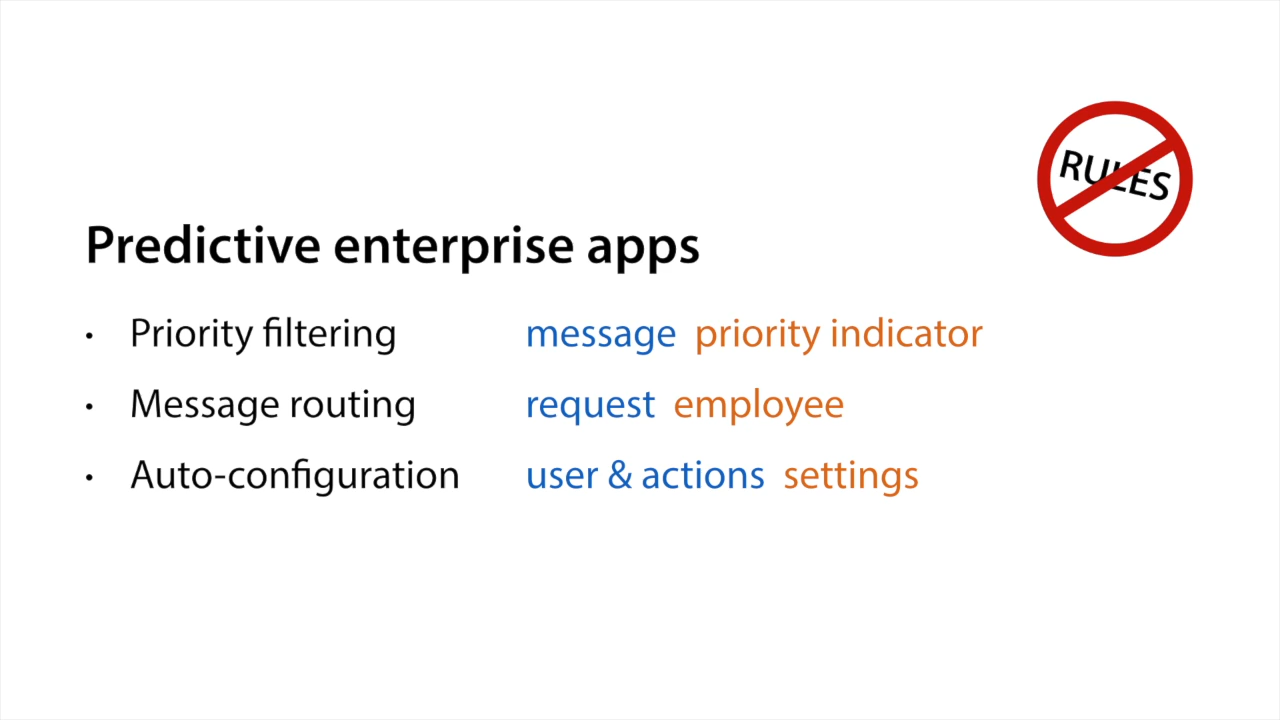 RULES
Predictive enterprise apps
• Priority filtering message priority indicator
• Message routing request employee
• Auto-configuration user & actions settings